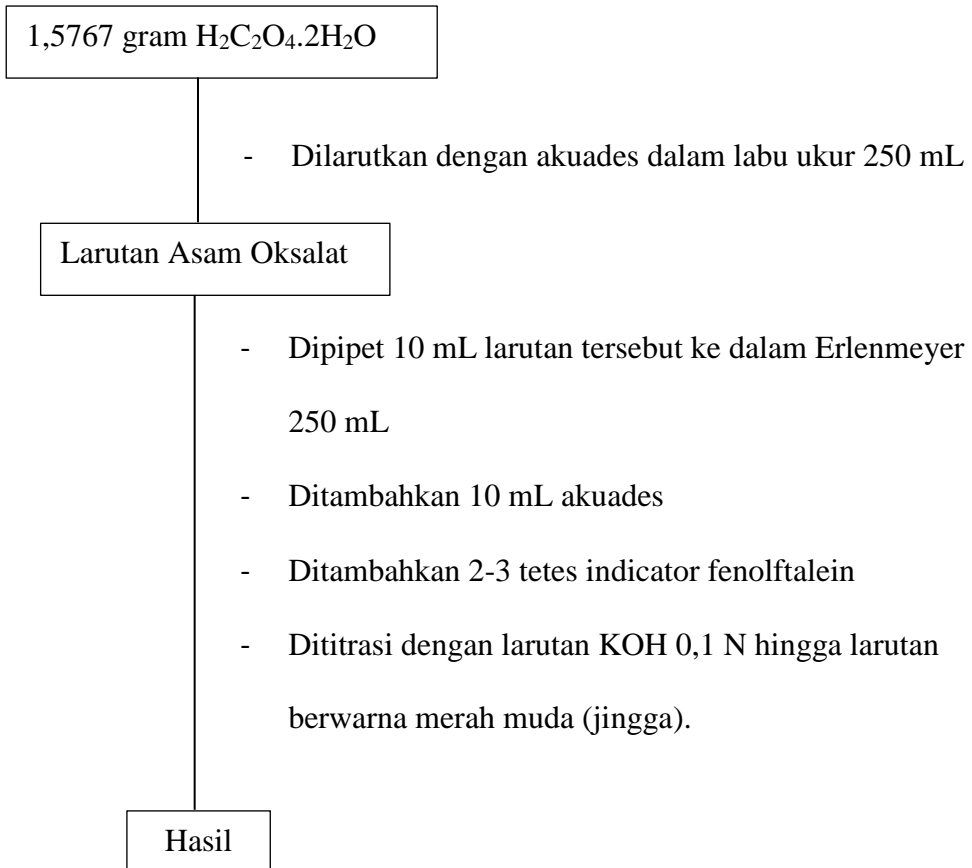 1,5767 gram H₂C₂O₄.2H₂O
- Dilarutkan dengan akuades dalam labu ukur 250 mL
Larutan Asam Oksalat
- Dipipet 10 mL larutan tersebut ke dalam Erlenmeyer
250 mL
- Ditambahkan 10 mL akuades
- Ditambahkan 2-3 tetes indicator fenolftalein
- Dititrasi dengan larutan KOH 0,1 N hingga larutan
berwarna merah muda (jingga).
Hasil